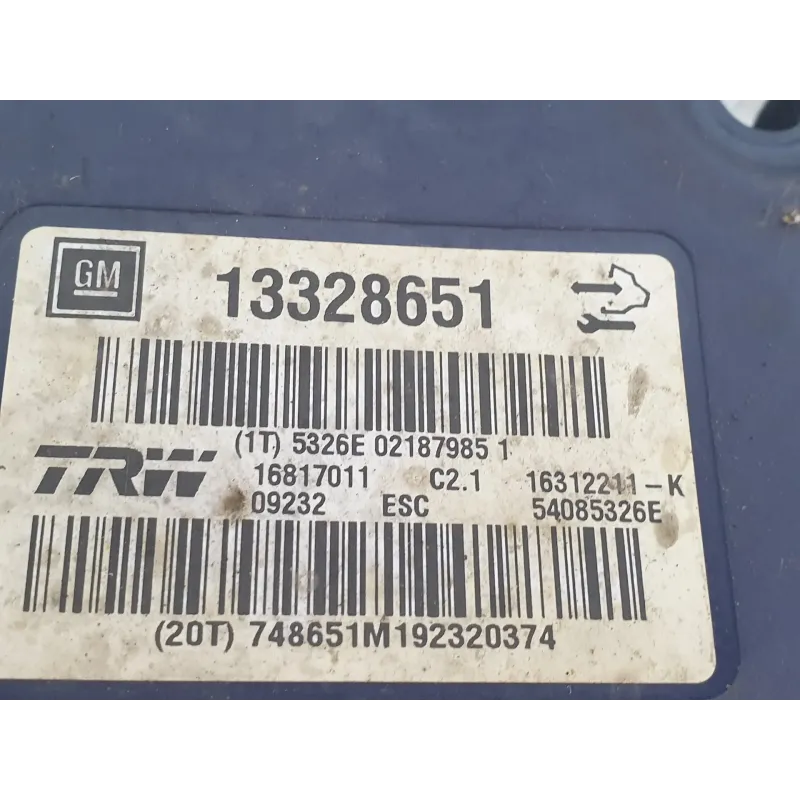 GM 13328651
(1T) 5326E 02187985 1
TRW 16817011 C2.1 16312211-K
09232 ESC 54085326E
(20T) 748651M192320374